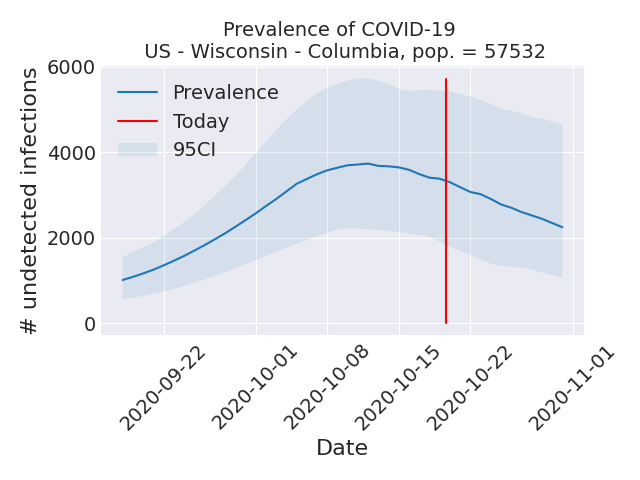 Prevalence of COVID-19
US - Wisconsin - Columbia, pop. = 57532
# undetected infections
6000
4000
2000
0
Prevalence
Today
95CI
2020-09-22
2020-10-01
2020-10-08
2020-10-15
2020-10-22
2020-11-01
Date